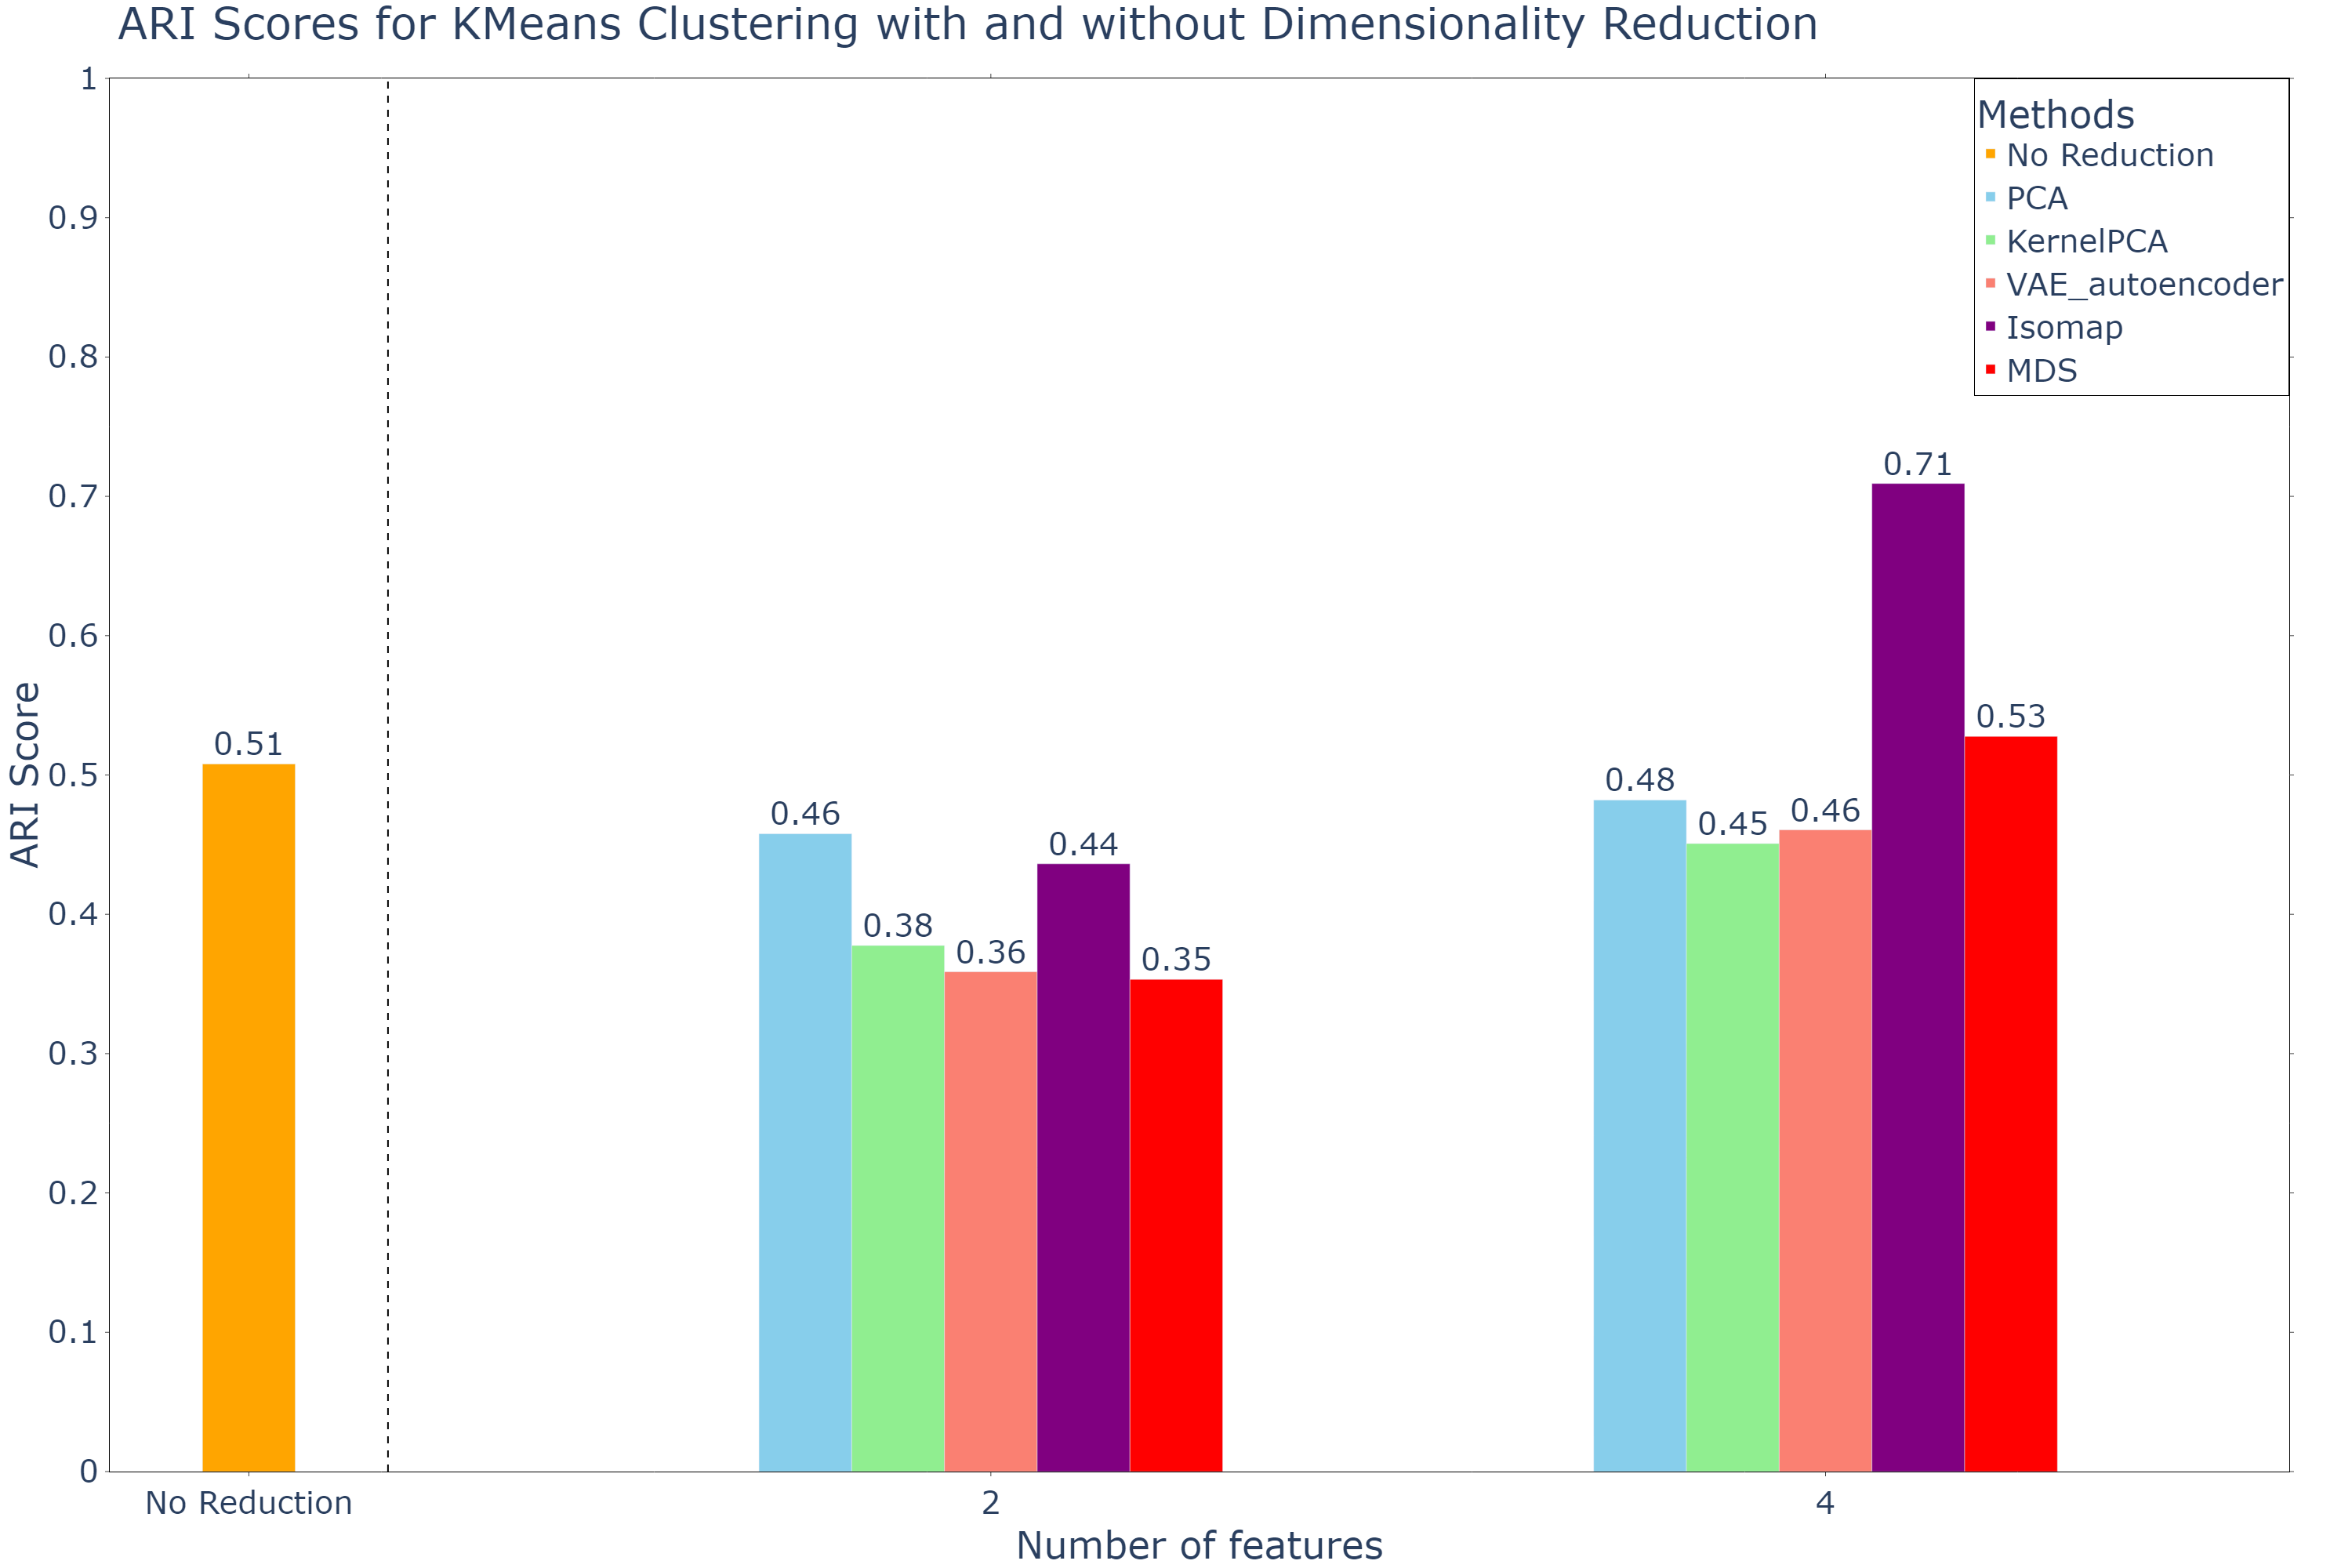 ARI Scores for KMeans Clustering with and without Dimensionality Reduction
1
0.9
0.8
0.7
0.6
0.5
0.4
0.3
0.2
0.1
0
ARI Score
Methods
No Reduction
PCA
KernelPCA
VAE_autoencoder
Isomap
MDS
0.51
0.46
0.38
0.36
0.44
0.35
0.48
0.45
0.46
0.71
0.53
No Reduction
2
4
Number of features